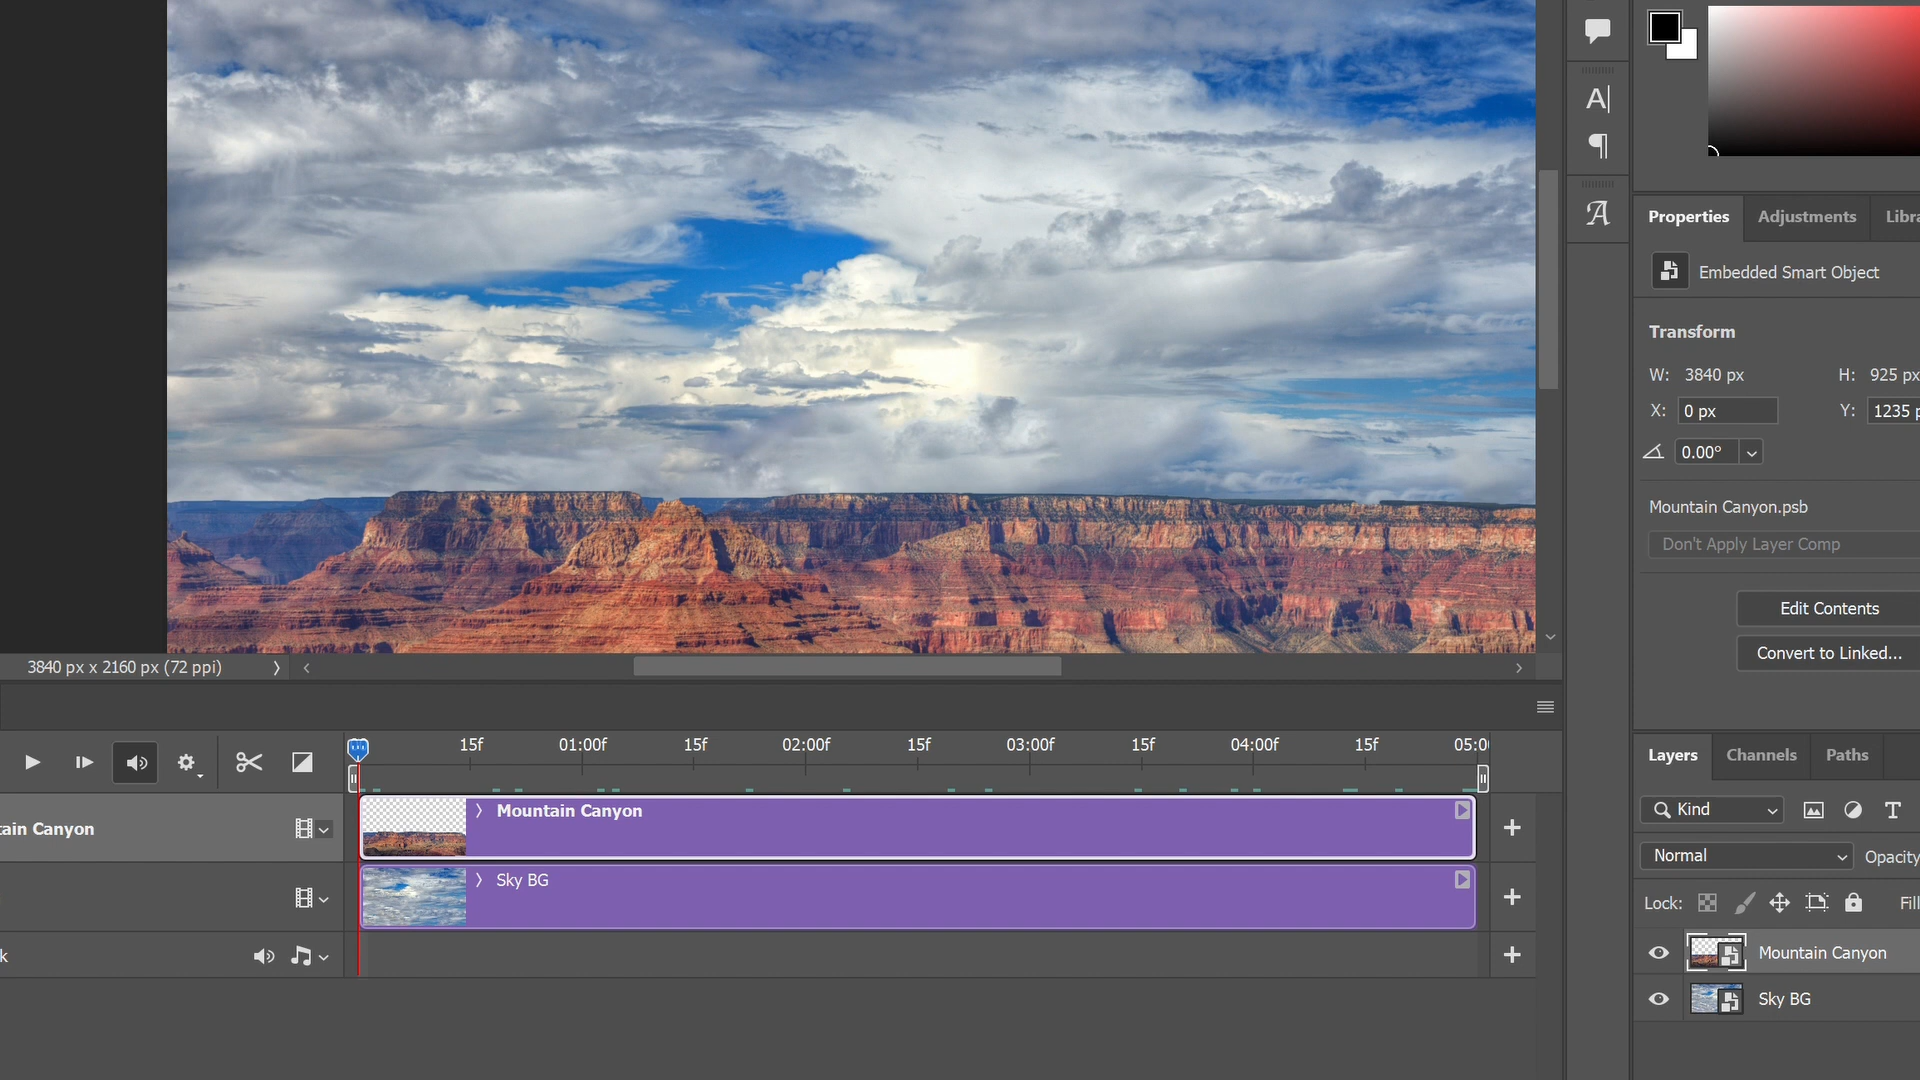 A|
Properties
Adjustments
Libra
Embedded Smart Object
Transform
W: 3840 px
H: 925 px
X: 0 px
Y: 1235 p
0.00°
Mountain Canyon.psb
Don't Apply Layer Comp
Edit Contents
Convert to Linked...
3840 px x 2160 px (72 ppi)
15f
01:00f
15f
02:00f
15f
03:00f
15f
04:00f
15f
05:00
tain Canyon
Mountain Canyon
Sky BG
k
Layers
Channels
Paths
Kind
Normal
Opacity
Lock:
Fill
Mountain Canyon
Sky BG